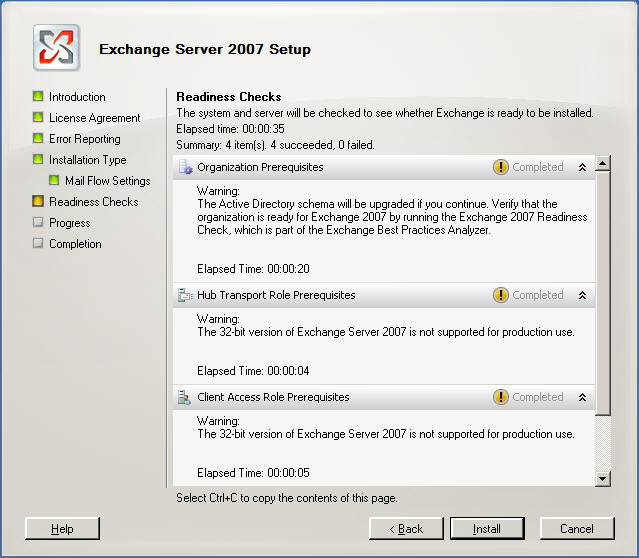 Exchange Server 2007 Setup
Introduction
License Agreement
Error Reporting
Installation Type
Mail Flow Settings
Readiness Checks
Progress
Completion
Readiness Checks
The system and server will be checked to see whether Exchange is ready to be installed.
Elapsed time: 00:00:35
Summary: 4 item(s). 4 succeeded, 0 failed.
Organization Prerequisites Completed
Warning:
The Active Directory schema will be upgraded if you continue. Verify that the
organization is ready for Exchange 2007 by running the Exchange 2007 Readiness
Check, which is part of the Exchange Best Practices Analyzer.
Elapsed Time: 00:00:20
Hub Transport Role Prerequisites Completed
Warning:
The 32-bit version of Exchange Server 2007 is not supported for production use.
Elapsed Time: 00:00:04
Client Access Role Prerequisites Completed
Warning:
The 32-bit version of Exchange Server 2007 is not supported for production use.
Elapsed Time: 00:00:05
Select Ctrl+C to copy the contents of this page.
Help < Back Install Cancel